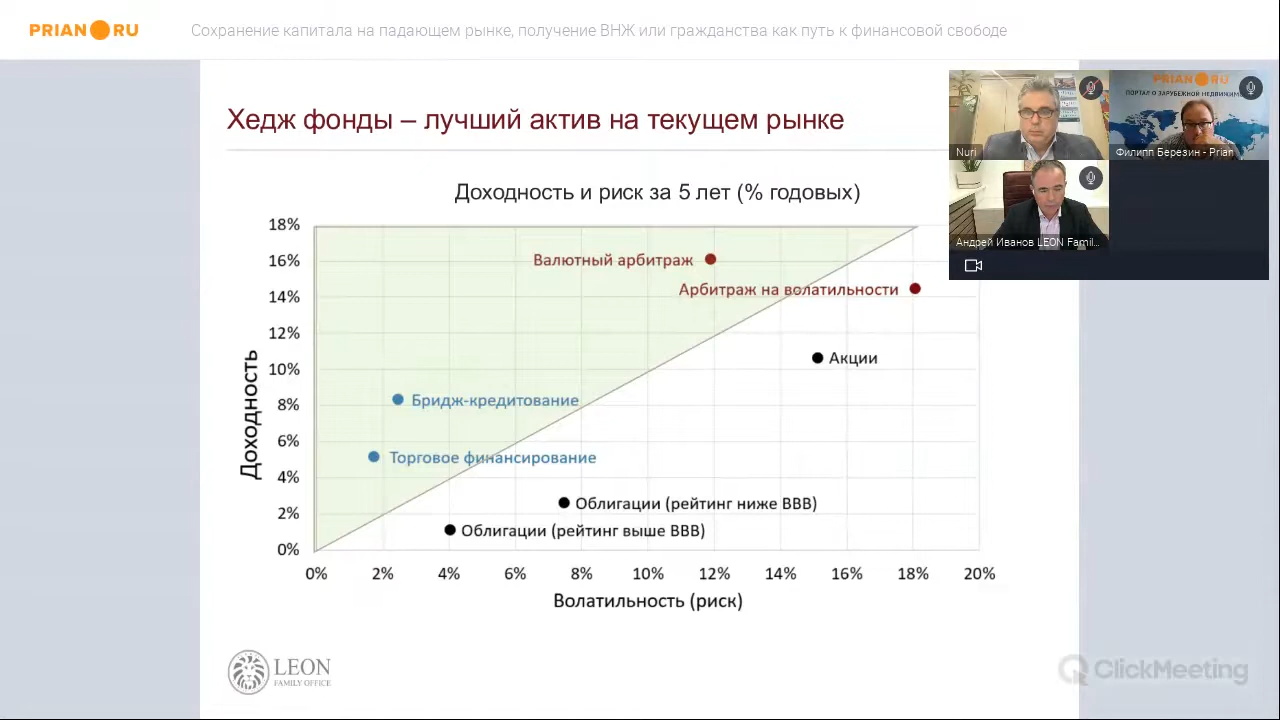 PRIAN RU
Сохранение капитала на падающем рынке, получение ВНЖ или гражданства как путь к финансовой свободе
Хедж фонды – лучший актив на текущем рынке
PRIAN RU
ПОРТАЛ О ЗАРУБЕЖНОЙ НЕДВИЖИМ
Nuri
Филипп Березин - Prian
Андрей Иванов LEON Famil...
Доходность и риск за 5 лет (% годовых)
Доходность
18%
16%
14%
12%
10%
8%
6%
4%
2%
0%
Валютный арбитраж
Арбитраж на волатильности
Акции
Бридж-кредитование
Торговое финансирование
Облигации (рейтинг ниже BBB)
Облигации (рейтинг выше BBB)
0% 2% 4% 6% 8% 10% 12% 14% 16% 18% 20%
Волатильность (риск)
LEON
FAMILY OFFICE
ClickMeeting